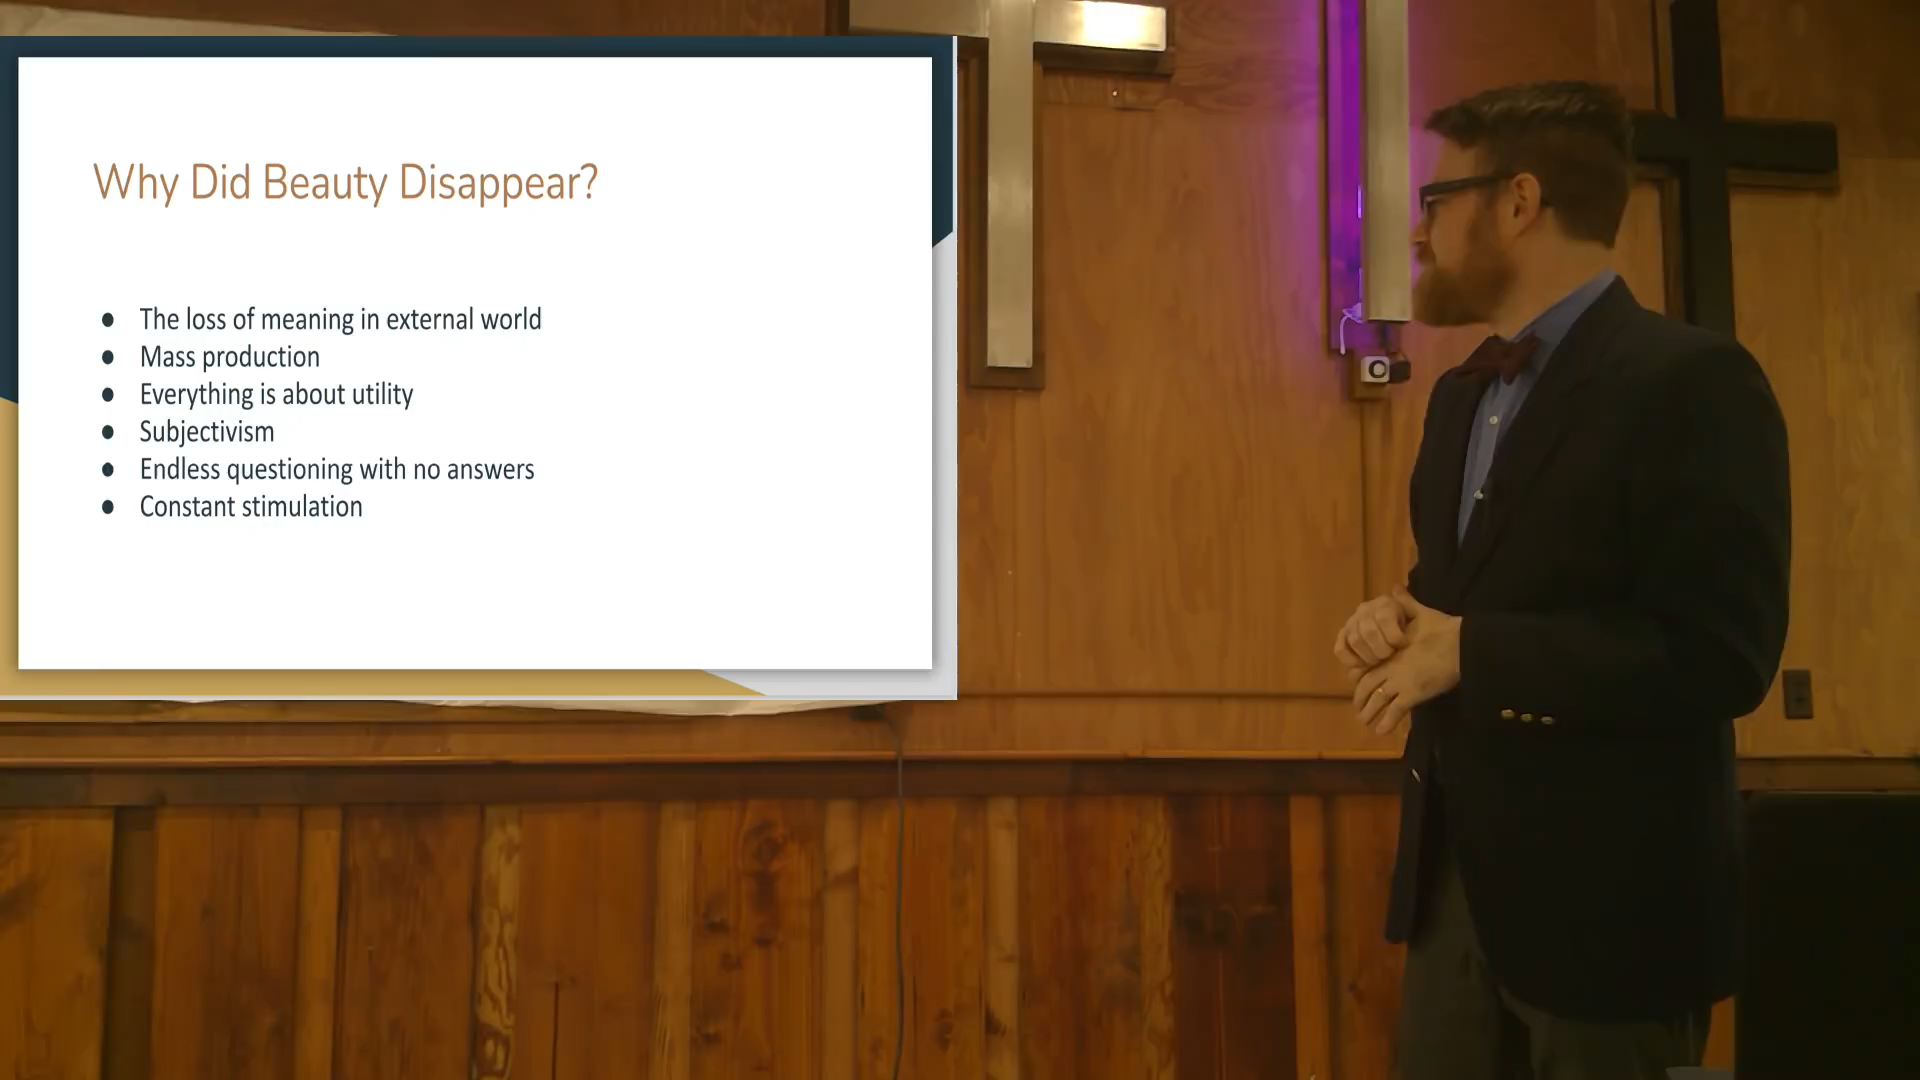 Why Did Beauty Disappear?
● The loss of meaning in external world
● Mass production
● Everything is about utility
● Subjectivism
● Endless questioning with no answers
● Constant stimulation